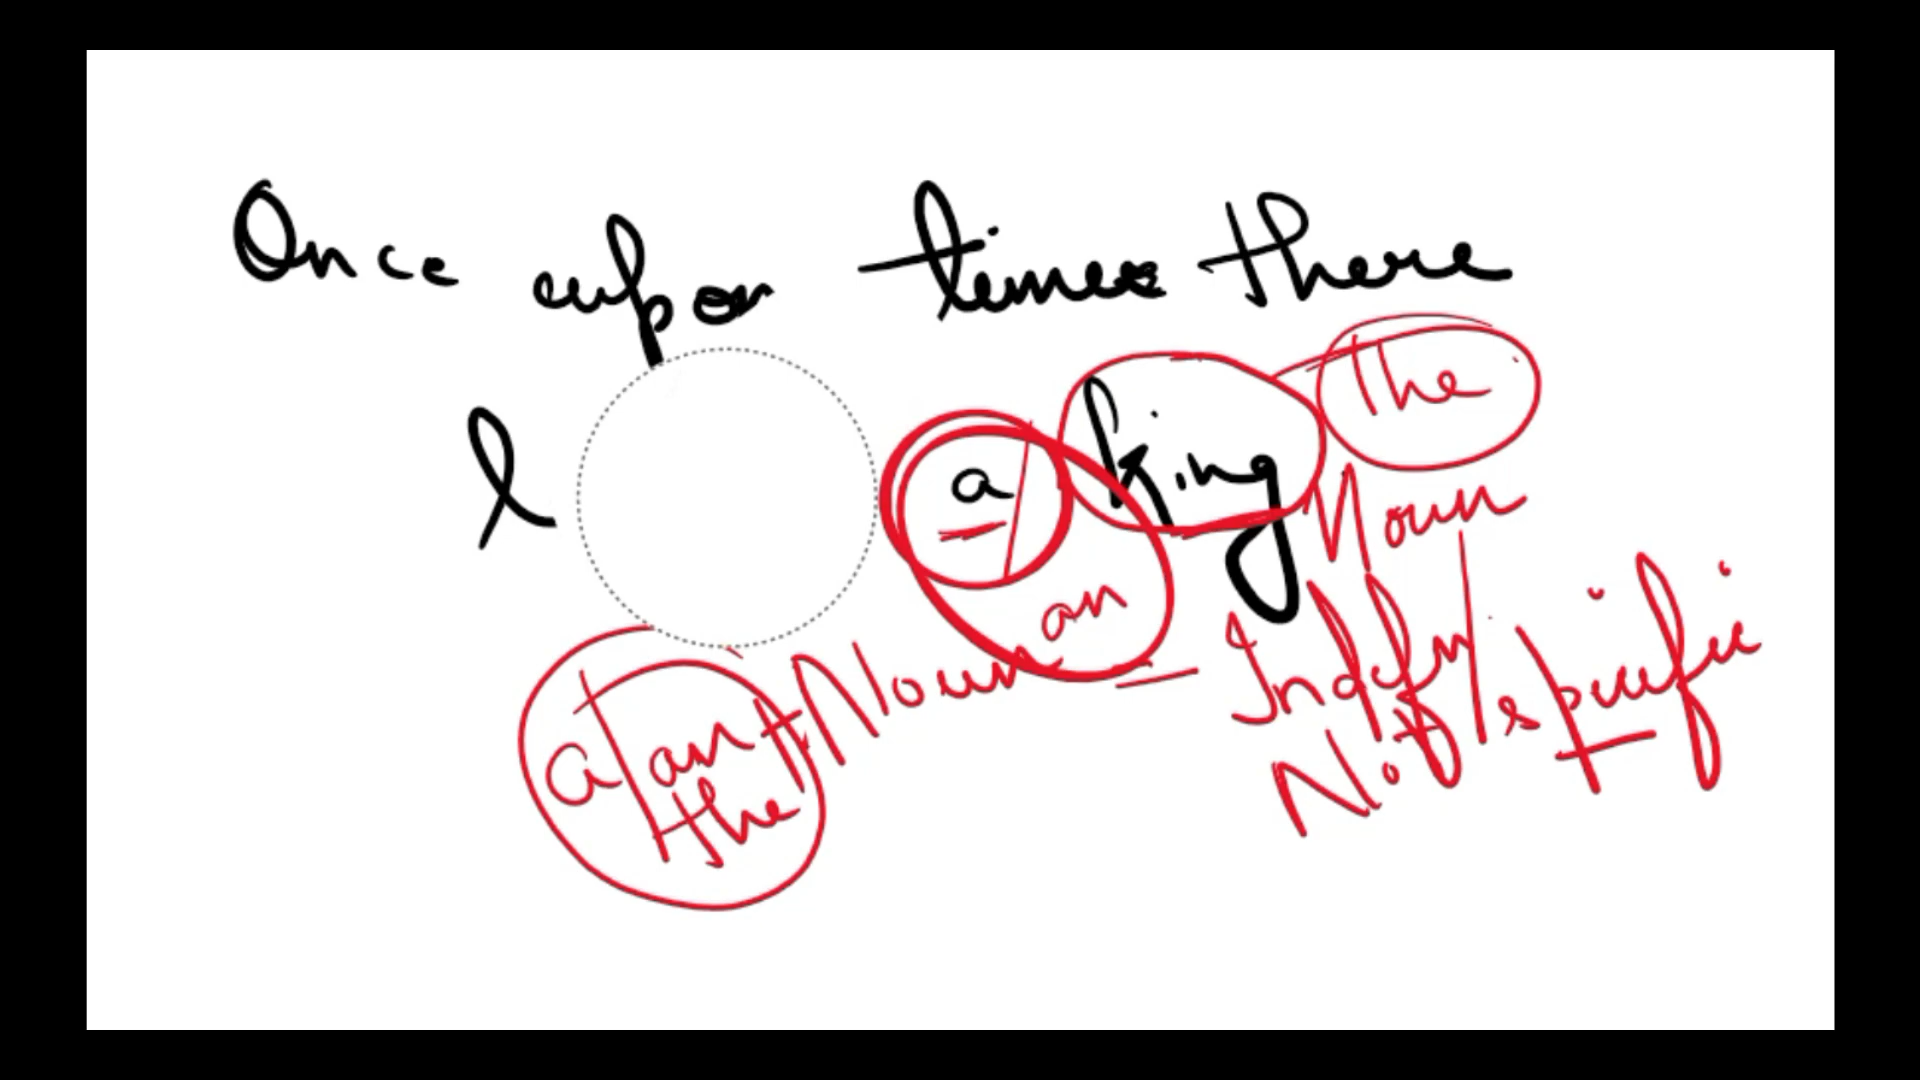 Once upon times there
l a king The
Noun
an
Indefi
a/an + Noun Not specific
the